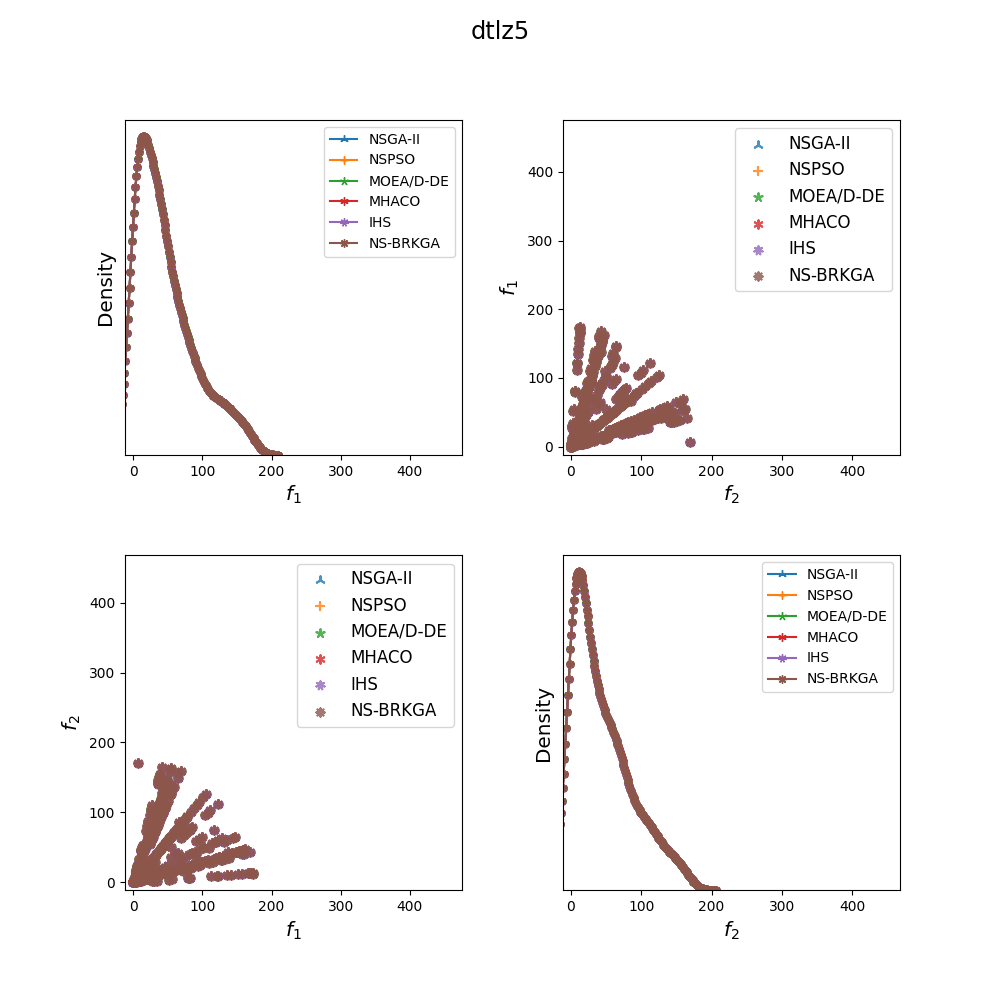 dtlz5
Density
NSGA-II
NSPSO
MOEA/D-DE
MHACO
IHS
NS-BRKGA
0 100 200 300 400
f1
f1
400
300
200
100
0
NSGA-II
NSPSO
MOEA/D-DE
MHACO
IHS
NS-BRKGA
0 100 200 300 400
f2
f2
400
300
200
100
0
NSGA-II
NSPSO
MOEA/D-DE
MHACO
IHS
NS-BRKGA
0 100 200 300 400
f1
Density
NSGA-II
NSPSO
MOEA/D-DE
MHACO
IHS
NS-BRKGA
0 100 200 300 400
f2